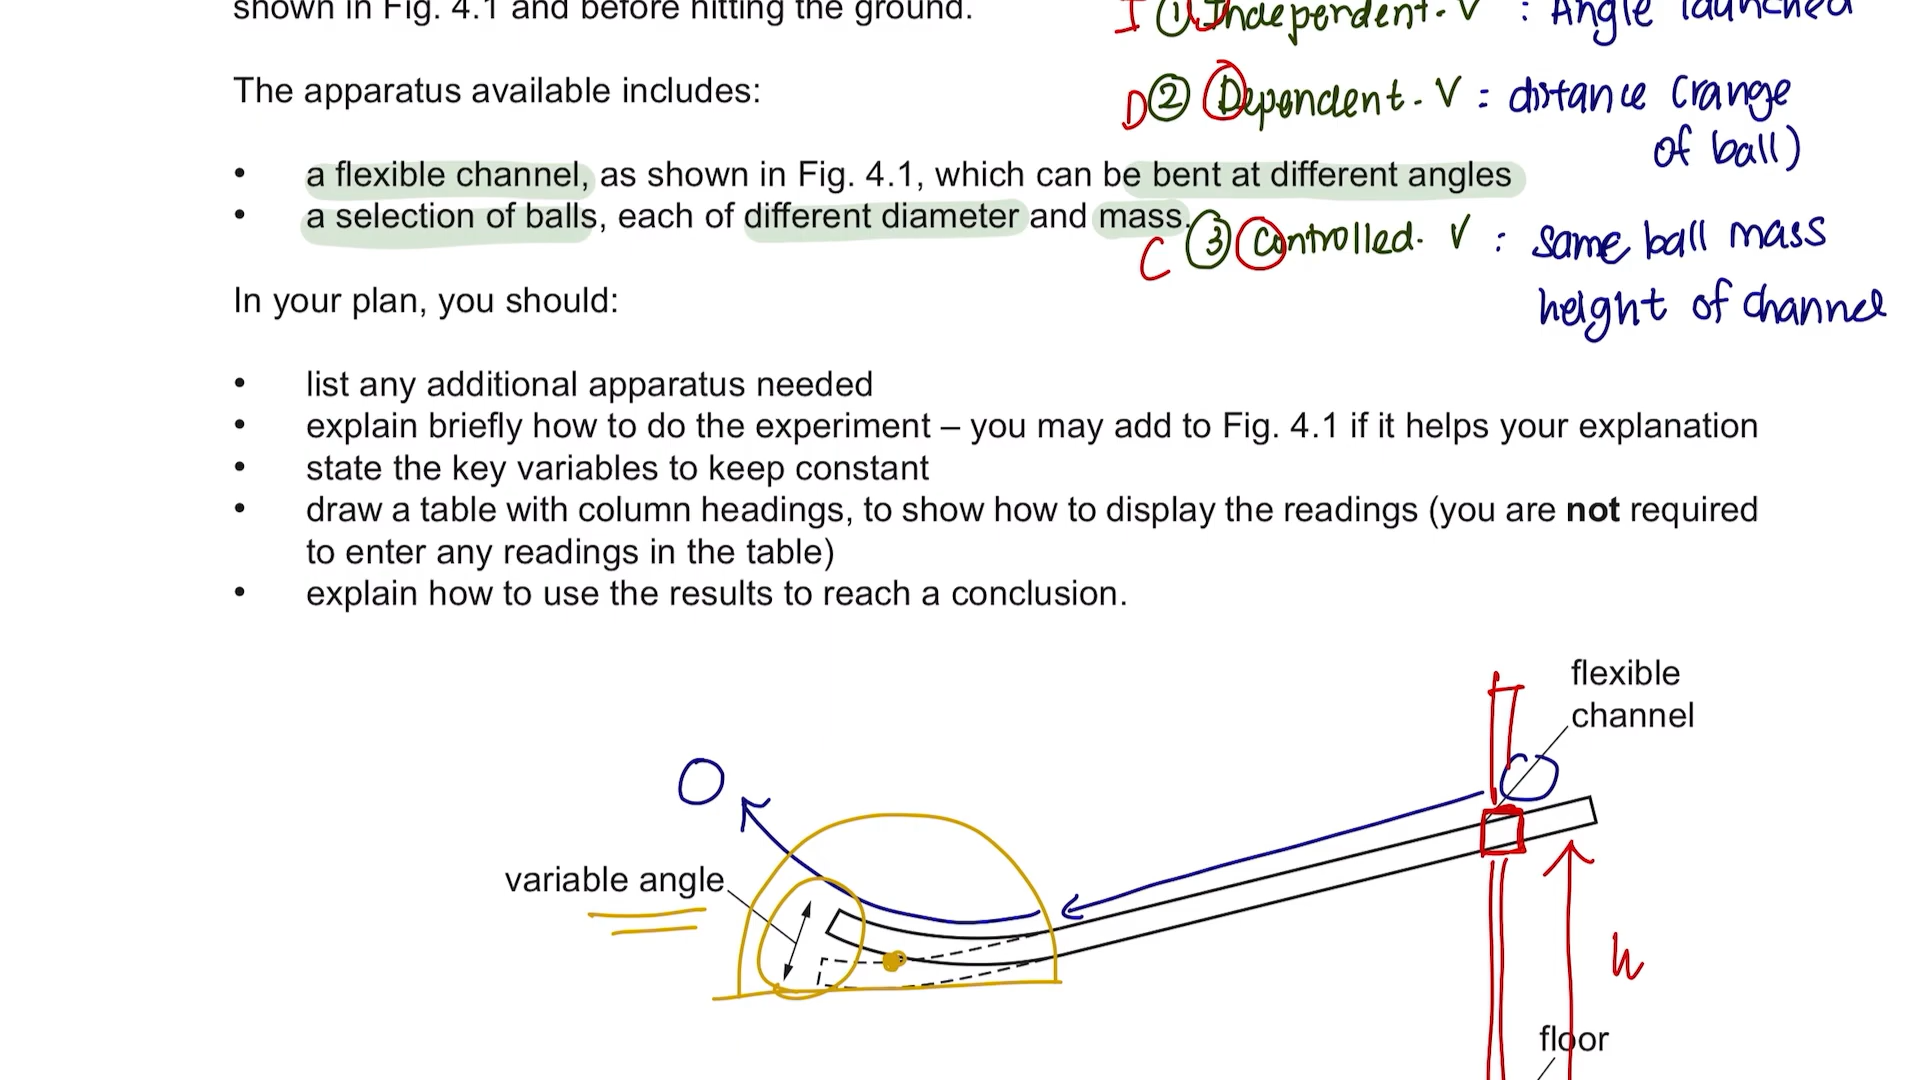 shown in Fig. 4.1 and before hitting the ground.
I ① Independent. V : Angle launched
The apparatus available includes:
D ② Dependent. V : distance (range
of ball)
• a flexible channel, as shown in Fig. 4.1, which can be bent at different angles
• a selection of balls, each of different diameter and mass.
C ③ Controlled. V : same ball mass
height of channel
In your plan, you should:
• list any additional apparatus needed
• explain briefly how to do the experiment – you may add to Fig. 4.1 if it helps your explanation
• state the key variables to keep constant
• draw a table with column headings, to show how to display the readings (you are not required
to enter any readings in the table)
• explain how to use the results to reach a conclusion.
flexible
channel
variable angle
h
floor